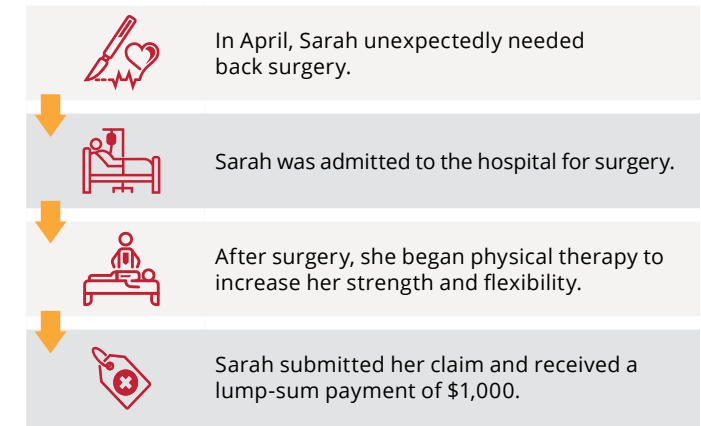 In April, Sarah unexpectedly needed
back surgery.
Sarah was admitted to the hospital for surgery.
After surgery, she began physical therapy to
increase her strength and flexibility.
Sarah submitted her claim and received a
lump-sum payment of $1,000.